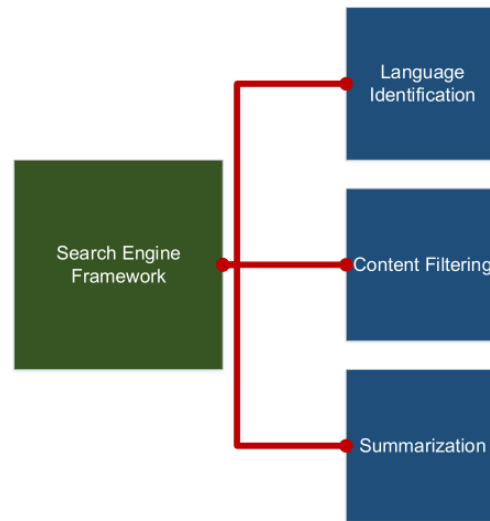 Language
Identification
Search Engine
Framework
Content Filtering
Summarization